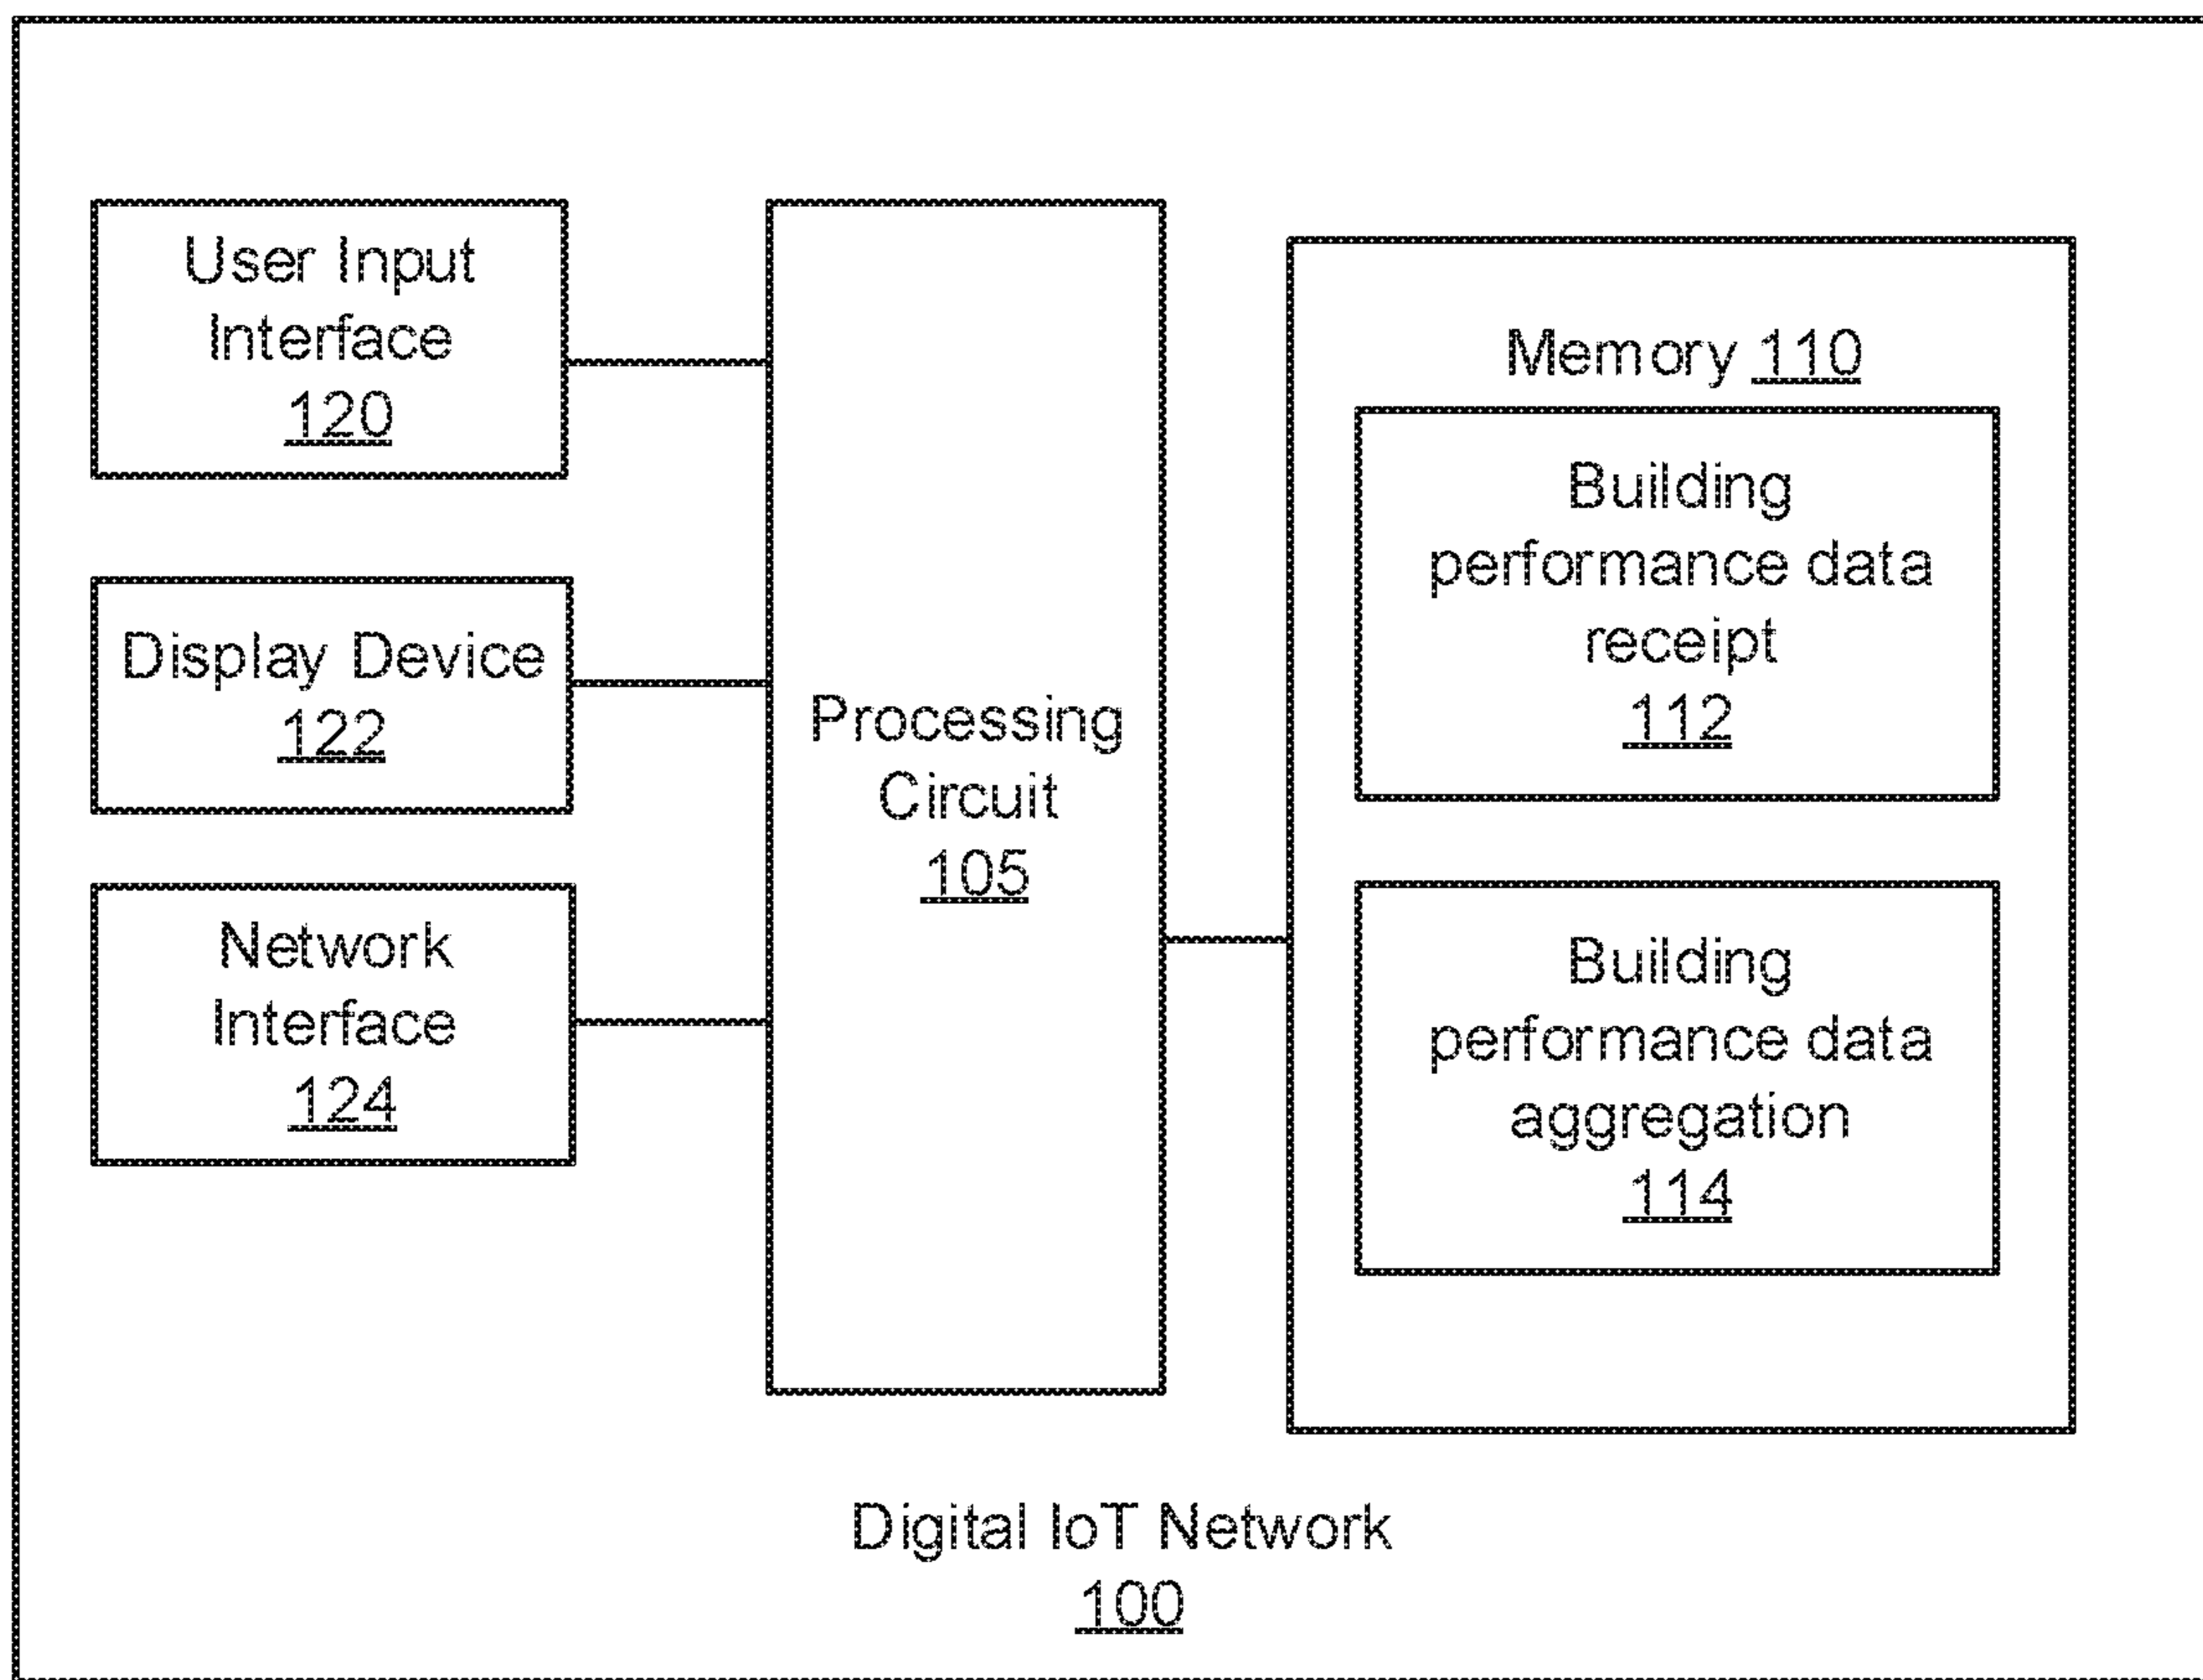 User Input
Interface
120
Display Device
122
Network
Interface
124
Processing
Circuit
105
Memory 110
Building
performance data
receipt
112
Building
performance data
aggregation
114
Digital IoT Network
100